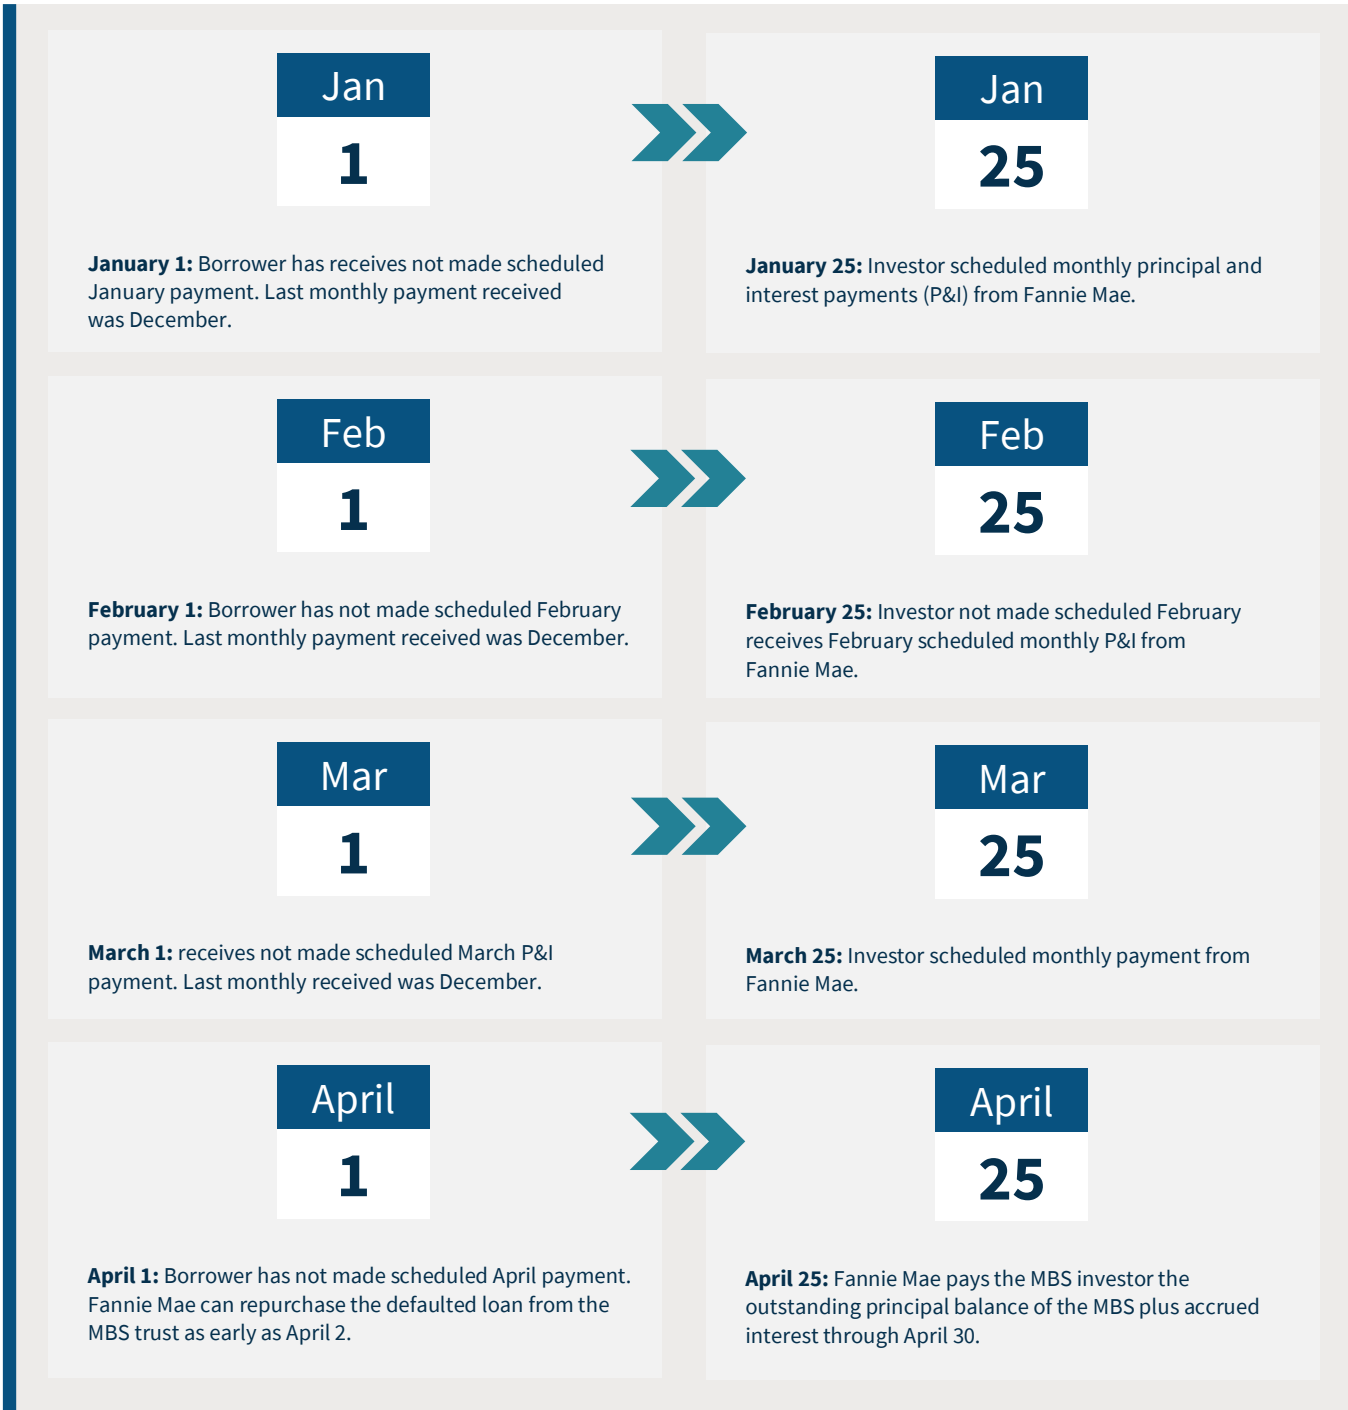 Jan
1
January 1: Borrower has receives not made scheduled
January payment. Last monthly payment received
was December.
Jan
25
January 25: Investor scheduled monthly principal and
interest payments (P&I) from Fannie Mae.
Feb
1
February 1: Borrower has not made scheduled February
payment. Last monthly payment received was December.
Feb
25
February 25: Investor not made scheduled February
receives February scheduled monthly P&I from
Fannie Mae.
Mar
1
March 1: receives not made scheduled March P&I
payment. Last monthly received was December.
Mar
25
March 25: Investor scheduled monthly payment from
Fannie Mae.
April
1
April 1: Borrower has not made scheduled April payment.
Fannie Mae can repurchase the defaulted loan from the
MBS trust as early as April 2.
April
25
April 25: Fannie Mae pays the MBS investor the
outstanding principal balance of the MBS plus accrued
interest through April 30.